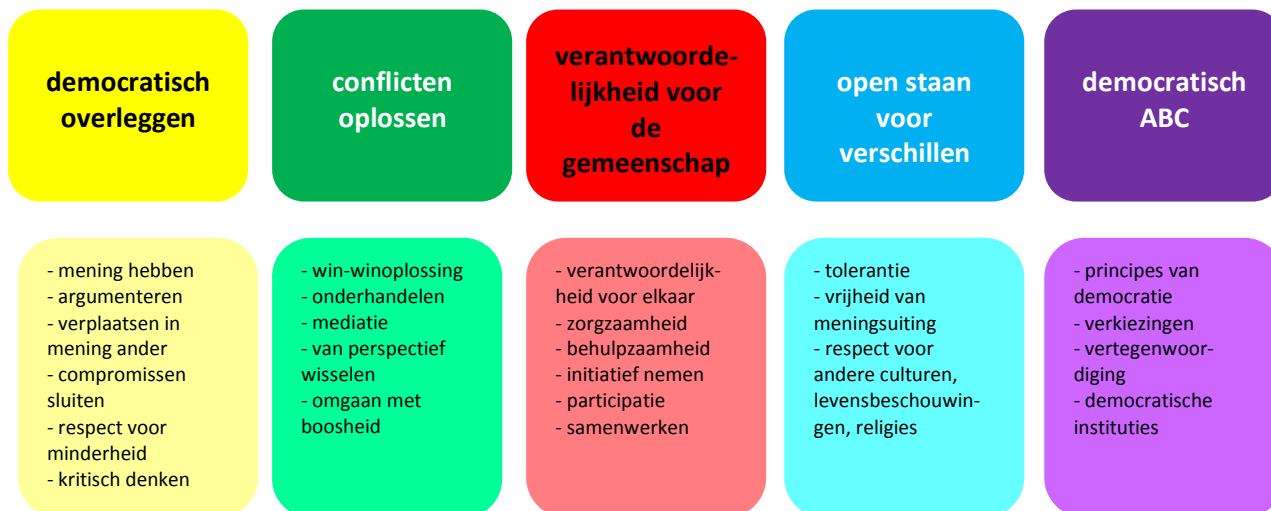 democratisch
overleggen
conflicten
oplossen
verantwoorde-
lijkheid voor
de
gemeenschap
open staan
voor
verschillen
democratisch
ABC
- mening hebben
- argumenteren
- verplaatsen in
mening ander
- compromissen
sluiten
- respect voor
minderheid
- kritisch denken
- win-winoplossing
- onderhandelen
- mediatie
- van perspectief
wisselen
- omgaan met
boosheid
- verantwoordelijk-
heid voor elkaar
- zorgzaamheid
- behulpzaamheid
- initiatief nemen
- participatie
- samenwerken
- tolerantie
- vrijheid van
meningsuiting
- respect voor
andere culturen,
levensbeschouwin-
gen, religies
- principes van
democratie
- verkiezingen
- vertegenwoor-
diging
- democratische
instituties